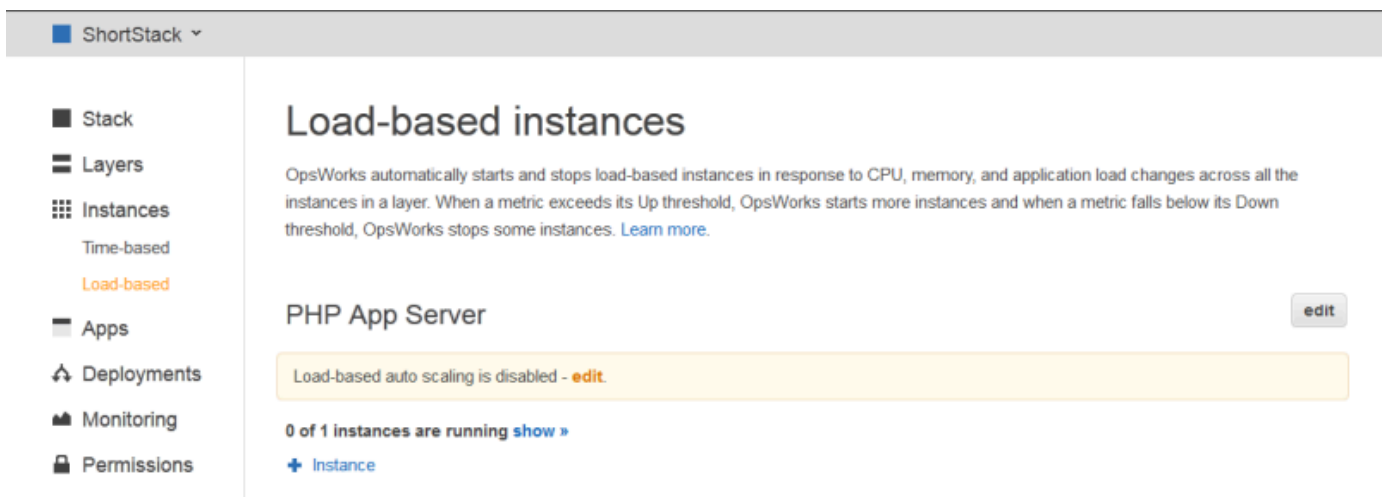 ShortStack
Stack
Layers
Instances
Time-based
Load-based
Apps
Deployments
Monitoring
Permissions
Load-based instances
OpsWorks automatically starts and stops load-based instances in response to CPU, memory, and application load changes across all the
instances in a layer. When a metric exceeds its Up threshold, OpsWorks starts more instances and when a metric falls below its Down
threshold, OpsWorks stops some instances. Learn more.
PHP App Server
edit
Load-based auto scaling is disabled - edit.
0 of 1 instances are running show »
+ Instance